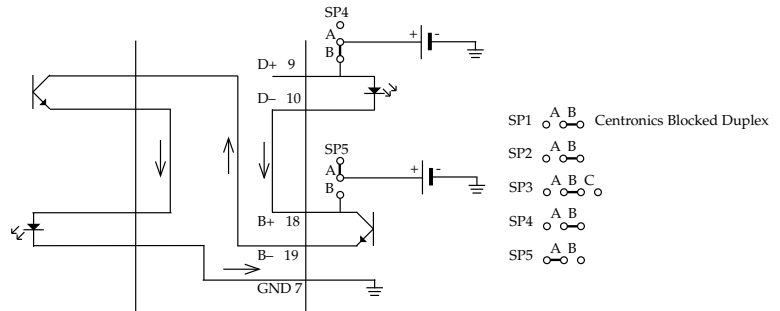 SP4
A
B
+ -
D+ 9
D– 10
SP5
A
B
+ -
B+ 18
B– 19
GND 7
SP1 A B Centronics Blocked Duplex
SP2 A B
SP3 A B C
SP4 A B
SP5 A B